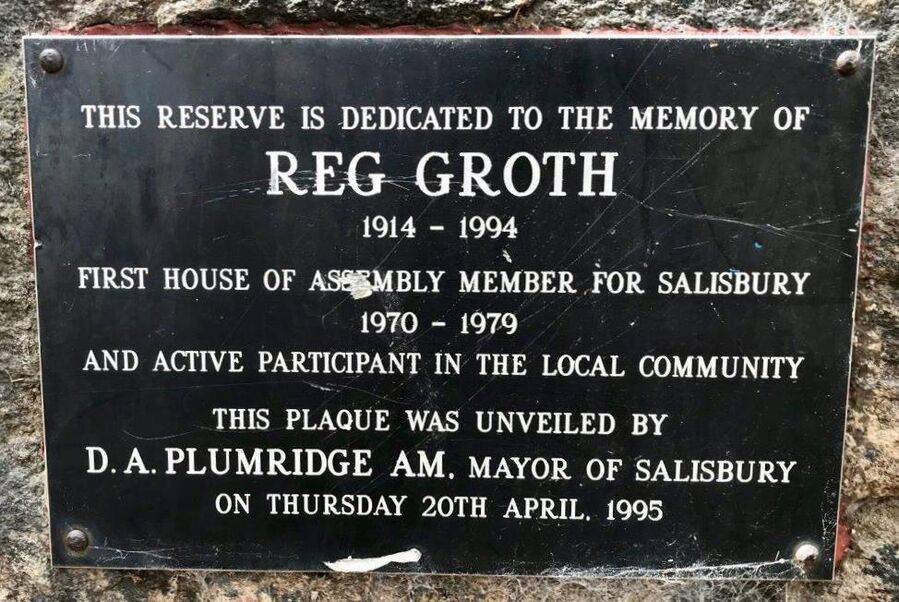 THIS RESERVE IS DEDICATED TO THE MEMORY OF
REG GROTH
1914 - 1994
FIRST HOUSE OF ASSEMBLY MEMBER FOR SALISBURY
1970 - 1979
AND ACTIVE PARTICIPANT IN THE LOCAL COMMUNITY
THIS PLAQUE WAS UNVEILED BY
D. A. PLUMRIDGE AM, MAYOR OF SALISBURY
ON THURSDAY 20TH APRIL, 1995